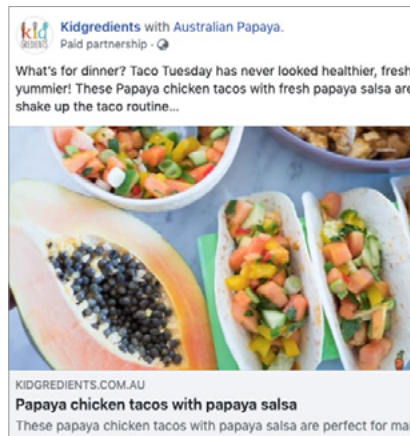 kid
GREDIENTS
Kidgredients with Australian Papaya.
Paid partnership ·
What's for dinner? Taco Tuesday has never looked healthier, fresh
yummier! These Papaya chicken tacos with fresh papaya salsa are
shake up the taco routine...
KIDGREDIENTS.COM.AU
Papaya chicken tacos with papaya salsa
These papaya chicken tacos with papaya salsa are perfect for ma